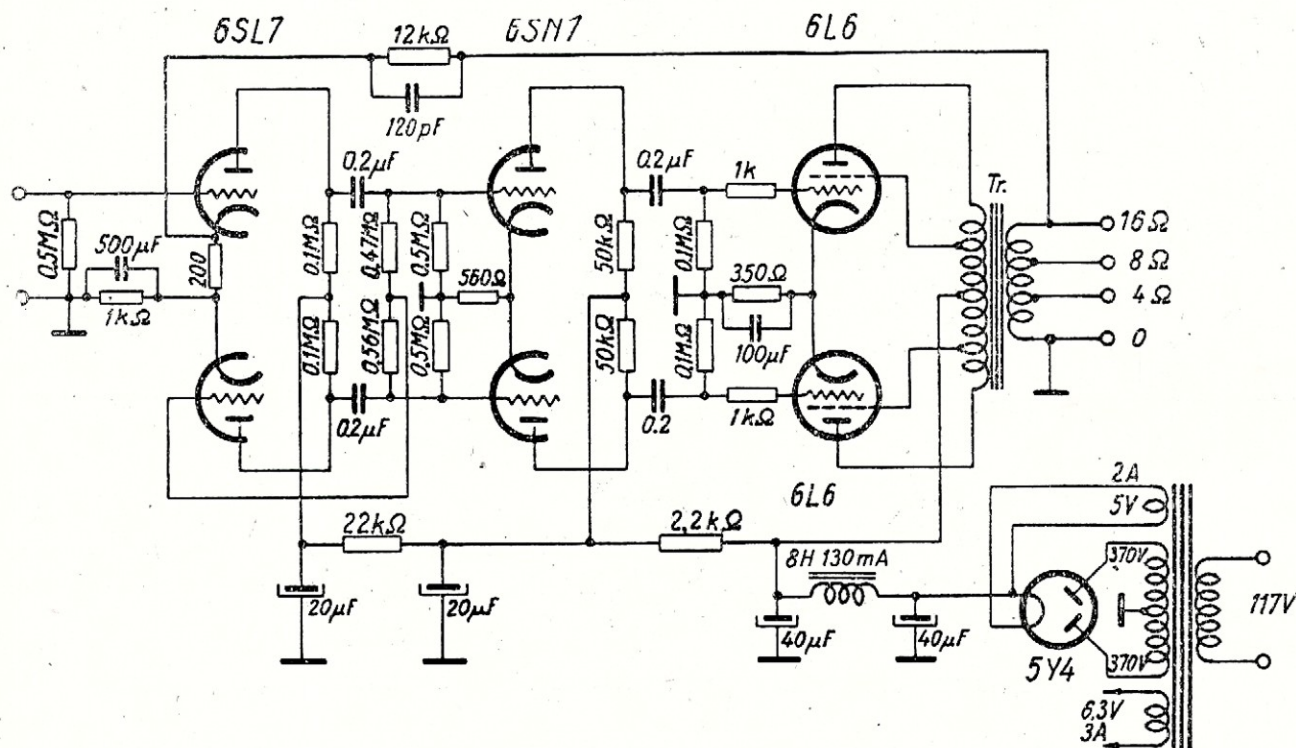 6SL7
12kΩ
6SN7
6L6
120pF
0.2µF
0.2µF
1k
Tr.
16Ω
0.5MΩ
500µF
200
0.1MΩ
0.47MΩ
0.5MΩ
560Ω
50kΩ
0.1MΩ
350Ω
8Ω
4Ω
1kΩ
0.1MΩ
0.56MΩ
0.5MΩ
50kΩ
0.1MΩ
100µF
0
0.2µF
0.2
1kΩ
6L6
2A
5V
22kΩ
2,2kΩ
8H 130mA
370V
117V
20µF
20µF
40µF
40µF
5Y4
370V
6,3V
3A